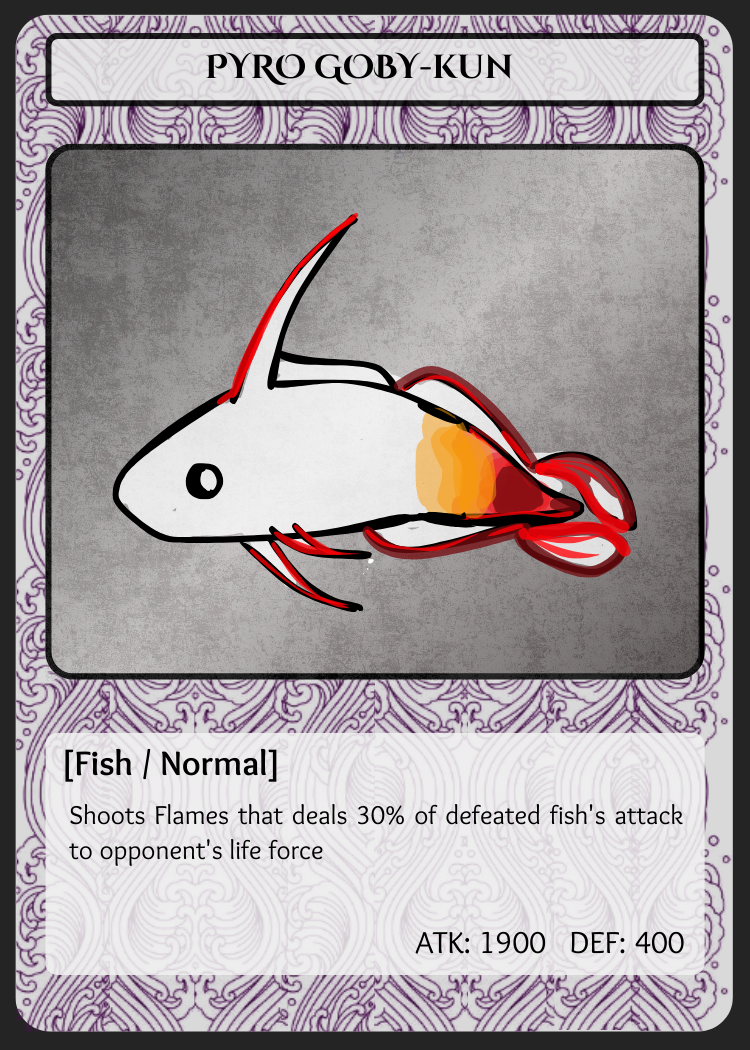 PYRO GOBY-KUN
[Fish / Normal]
Shoots Flames that deals 30% of defeated fish's attack
to opponent's life force
ATK: 1900 DEF: 400